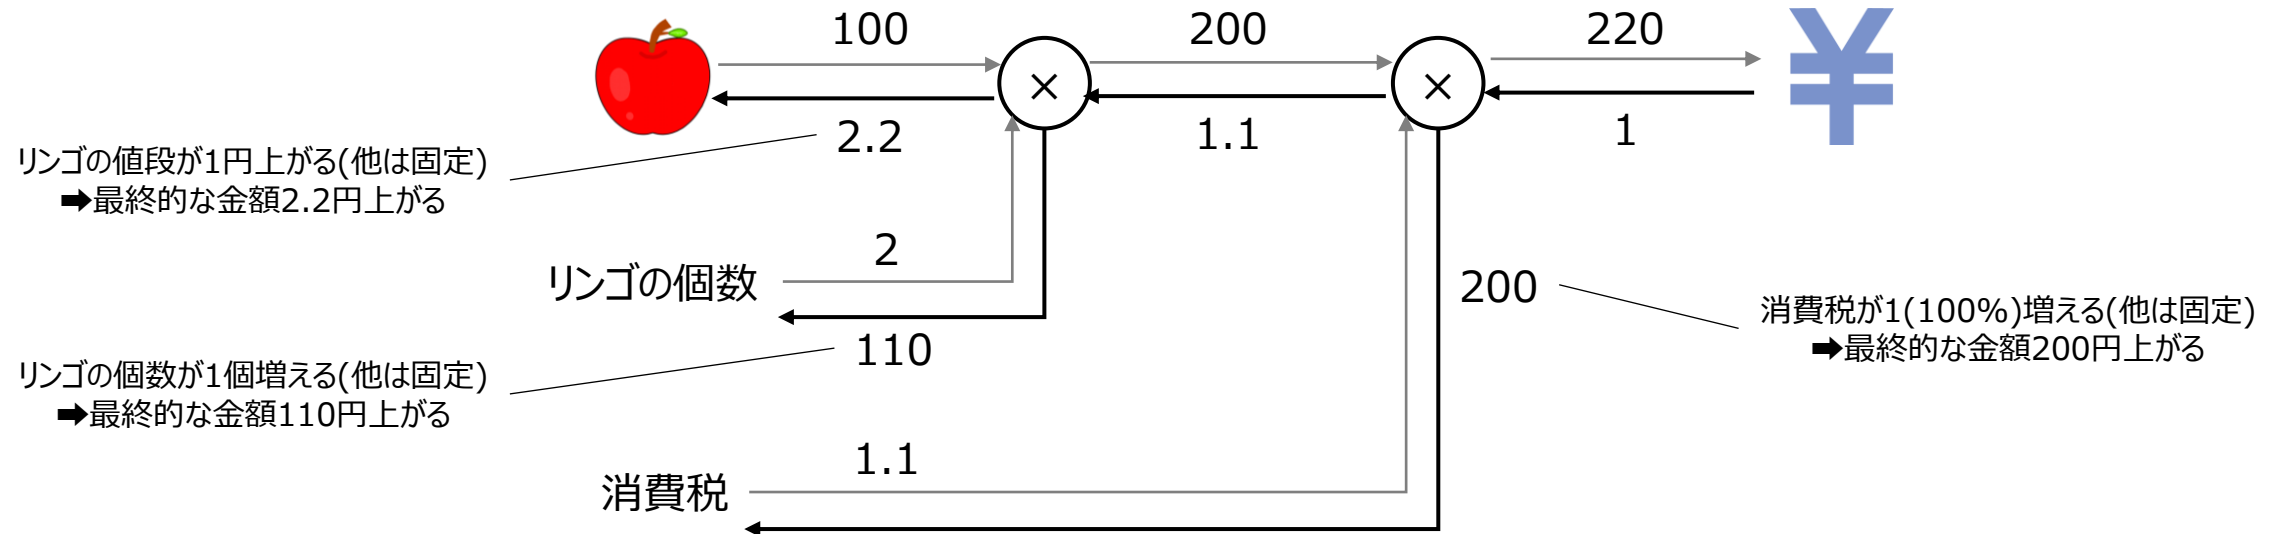 100
200
220
×
×
¥
2.2
1.1
1
リンゴの値段が1円上がる(他は固定)
➡最終的な金額2.2円上がる
2
リンゴの個数
200
消費税が1(100%)増える(他は固定)
➡最終的な金額200円上がる
110
リンゴの個数が1個増える(他は固定)
➡最終的な金額110円上がる
1.1
消費税